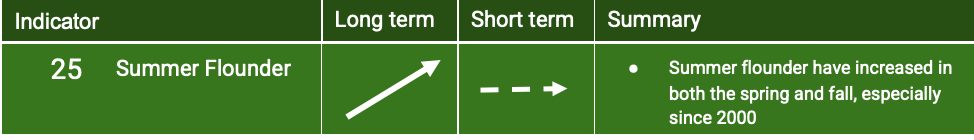 Indicator Long term Short term Summary
25 Summer Flounder
● Summer flounder have increased in
both the spring and fall, especially
since 2000